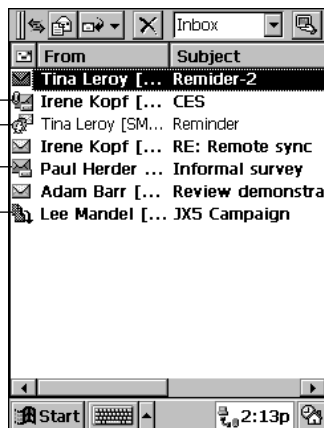 Inbox
From Subject
Tina Leroy [... Remider-2
Irene Kopf [... CES
Tina Leroy [SM... Reminder
Irene Kopf [... RE: Remote sync
Paul Herder ... Informal survey
Adam Barr [... Review demonstra
Lee Mandel [... JX5 Campaign
Start 2:13p